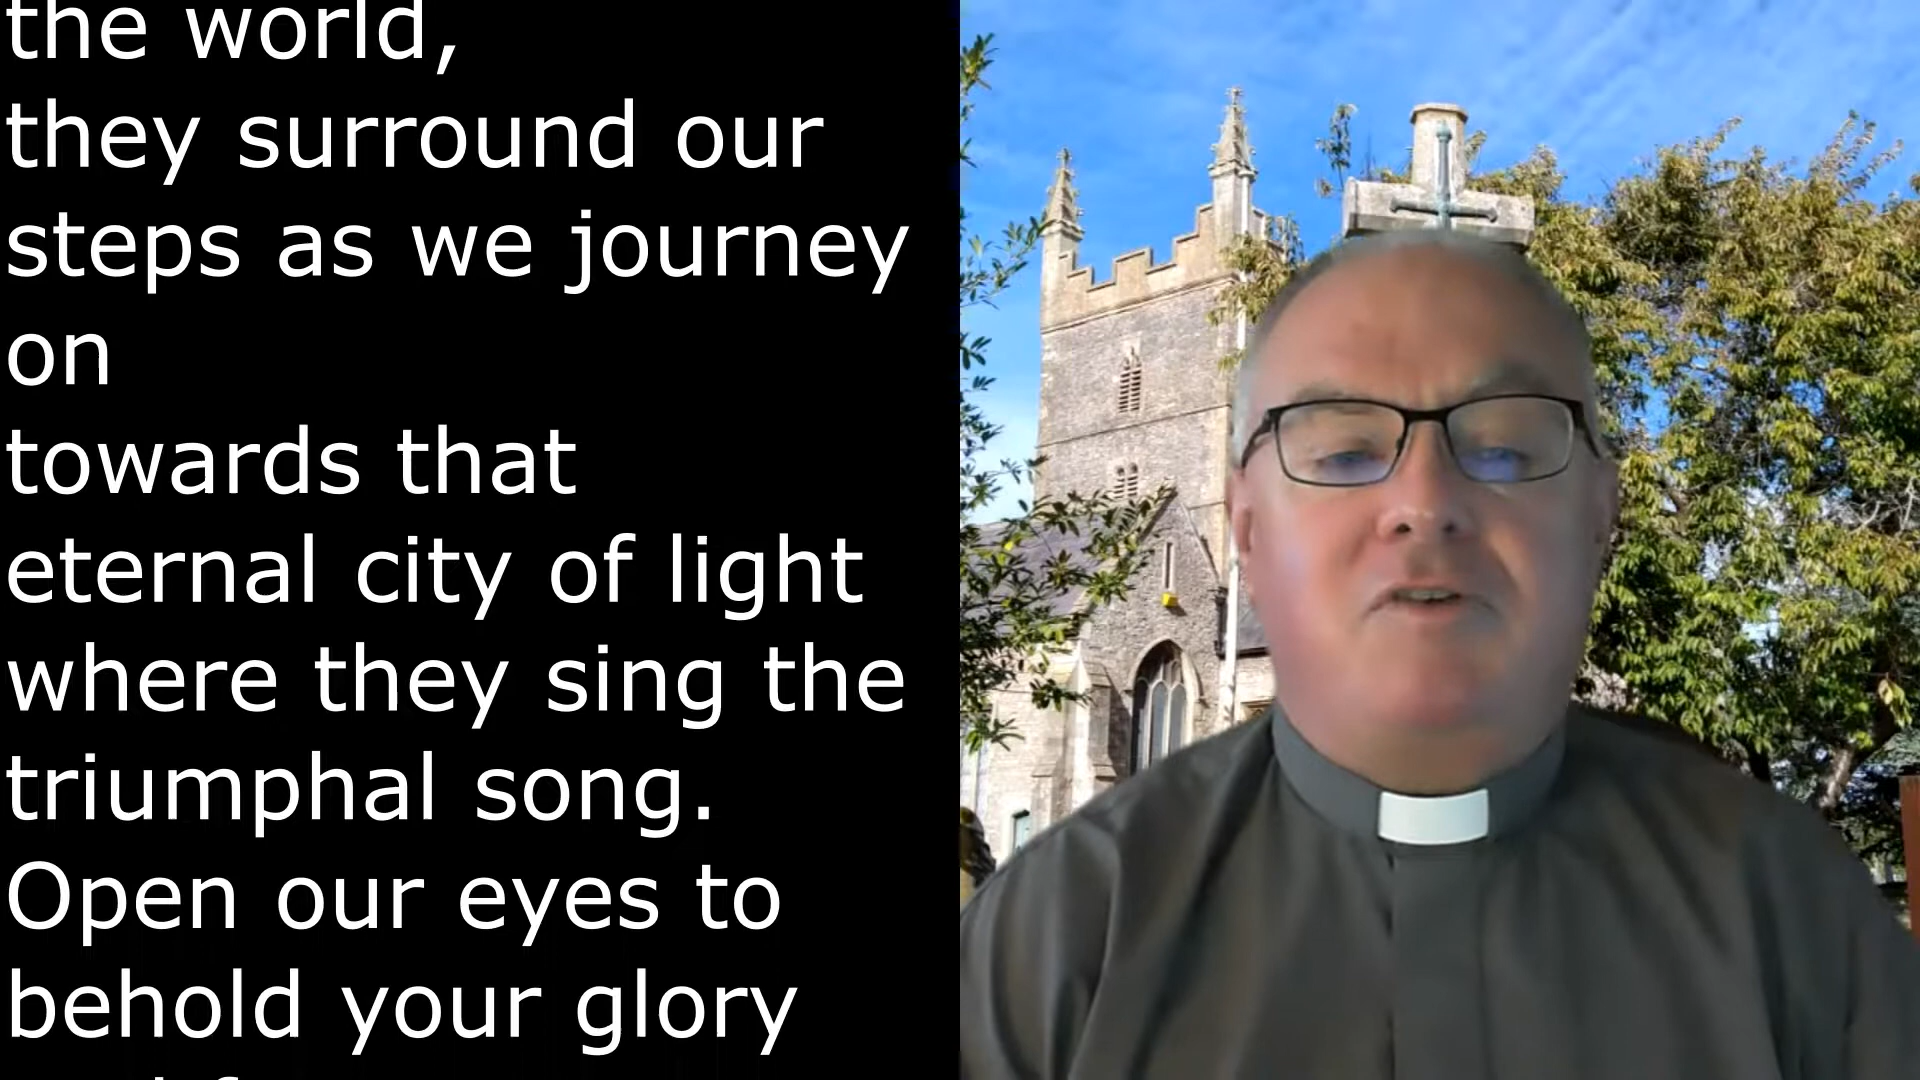 the world,
they surround our
steps as we journey
on
towards that
eternal city of light
where they sing the
triumphal song.
Open our eyes to
behold your glory